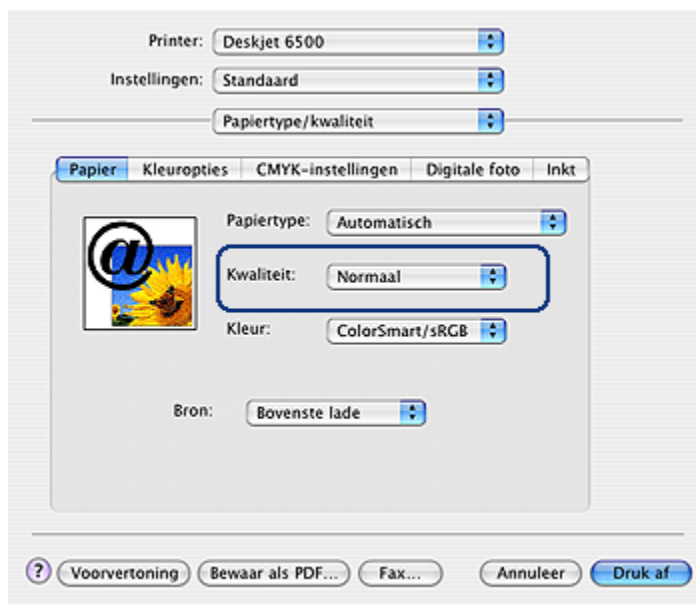 Printer: Deskjet 6500
Instellingen: Standaard
Papiertype/kwaliteit
Papier Kleuropties CMYK-instellingen Digitale foto Inkt
@
Papiertype: Automatisch
Kwaliteit: Normaal
Kleur: ColorSmart/sRGB
Bron: Bovenste lade
? Voorvertoning Bewaar als PDF... Fax... Annuleer Druk af